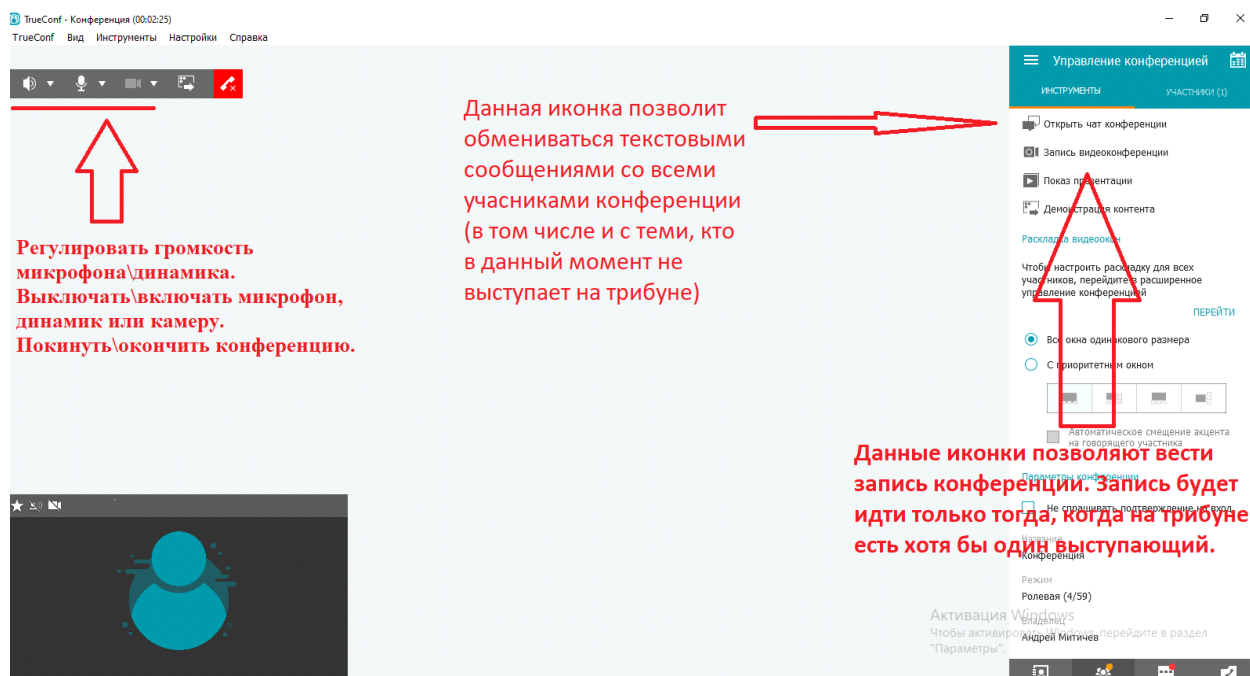 TrueConf - Конференция (00:02:25)
TrueConf Вид Инструменты Настройки Справка
Данная иконка позволит
обмениваться текстовыми
сообщениями со всеми
учасниками конференции
(в том числе и с теми, кто
в данный момент не
выступает на трибуне)
Регулировать громкость
микрофона\динамика.
Выключать\включать микрофон,
динамик или камеру.
Покинуть\окончить конференцию.
Управление конференцией
ИНСТРУМЕНТЫ УЧАСТНИКИ (1)
Открыть чат конференции
Запись видеоконференции
Показ презентации
Демонстрация контента
Раскладка видеоокон
Чтобы настроить раскладку для всех
участников, перейдите в расширенное
управление конференцией
ПЕРЕЙТИ
Все окна одинакового размера
С приоритетным окном
Автоматическое смещение акцента
на говорящего участника
Данные иконки позволяют вести
запись конференции. Запись будет
идти только тогда, когда на трибуне
есть хотя бы один выступающий.
Параметры конференции
Не спрашивать подтверждение на вход
Название
Конференция
Режим
Ролевая (4/59)
Владелец
Андрей Митичев
Активация Windows
Чтобы активировать Windows, перейдите в раздел
"Параметры".